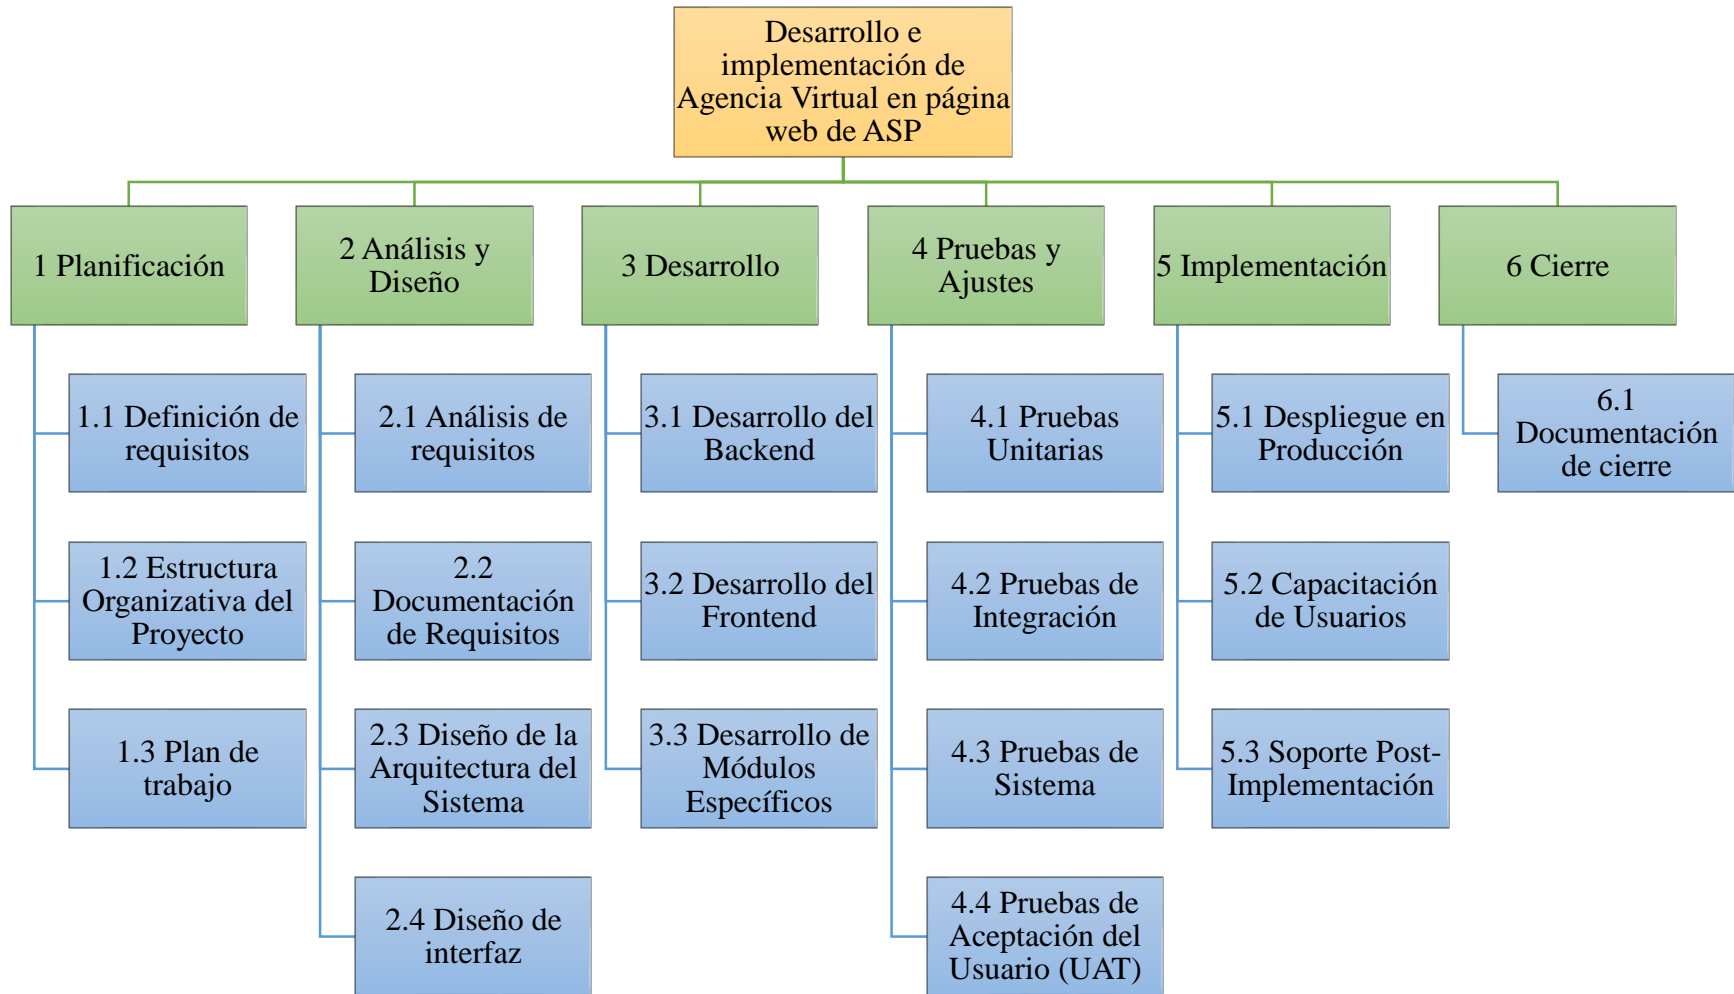 Desarrollo e
implementación de
Agencia Virtual en página
web de ASP
1 Planificación
2 Análisis y
Diseño
3 Desarrollo
4 Pruebas y
Ajustes
5 Implementación
6 Cierre
1.1 Definición de
requisitos
1.2 Estructura
Organizativa del
Proyecto
1.3 Plan de
trabajo
2.1 Análisis de
requisitos
2.2
Documentación
de Requisitos
2.3 Diseño de la
Arquitectura del
Sistema
2.4 Diseño de
interfaz
3.1 Desarrollo del
Backend
3.2 Desarrollo del
Frontend
3.3 Desarrollo de
Módulos
Específicos
4.1 Pruebas
Unitarias
4.2 Pruebas de
Integración
4.3 Pruebas de
Sistema
4.4 Pruebas de
Aceptación del
Usuario (UAT)
5.1 Despliegue en
Producción
5.2 Capacitación
de Usuarios
5.3 Soporte Post-
Implementación
6.1
Documentación
de cierre